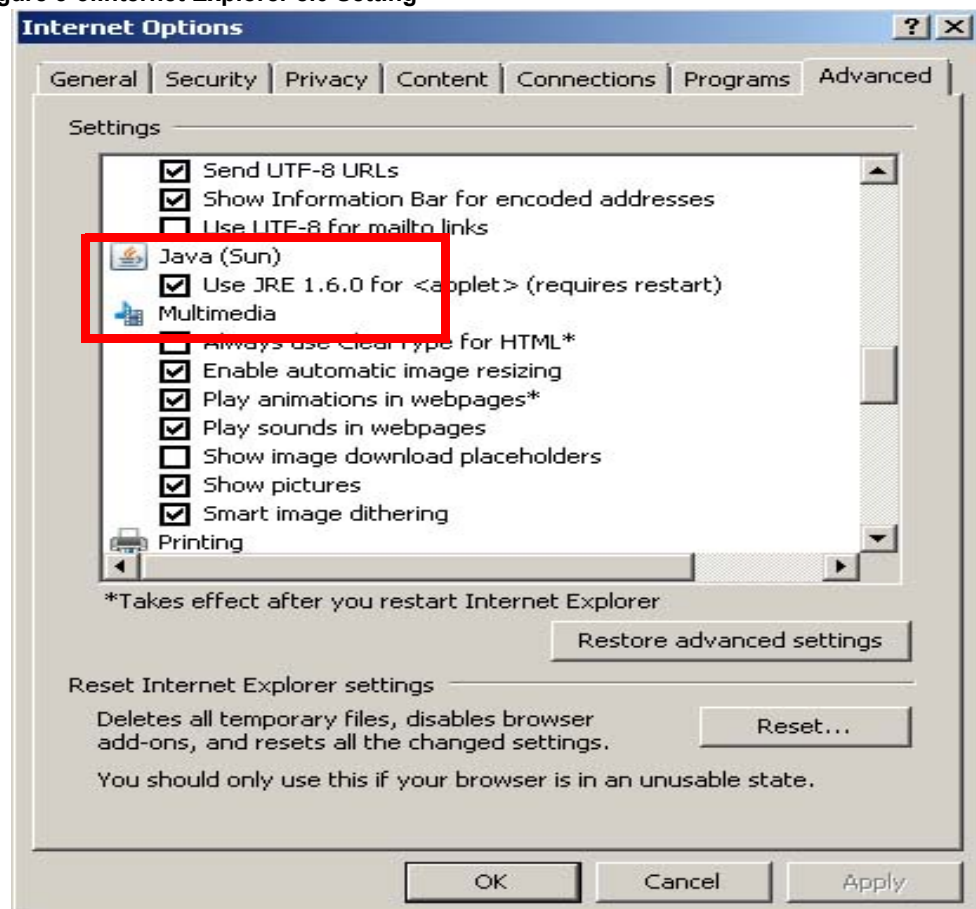 Internet Options
General Security Privacy Content Connections Programs Advanced
Settings
Send UTF-8 URLs
Show Information Bar for encoded addresses
Use UTF-8 for mailto links
Java (Sun)
Use JRE 1.6.0 for <applet> (requires restart)
Multimedia
Always use ClearType for HTML*
Enable automatic image resizing
Play animations in webpages*
Play sounds in webpages
Show image download placeholders
Show pictures
Smart image dithering
Printing
*Takes effect after you restart Internet Explorer
Restore advanced settings
Reset Internet Explorer settings
Deletes all temporary files, disables browser
add-ons, and resets all the changed settings.
Reset...
You should only use this if your browser is in an unusable state.
OK Cancel Apply